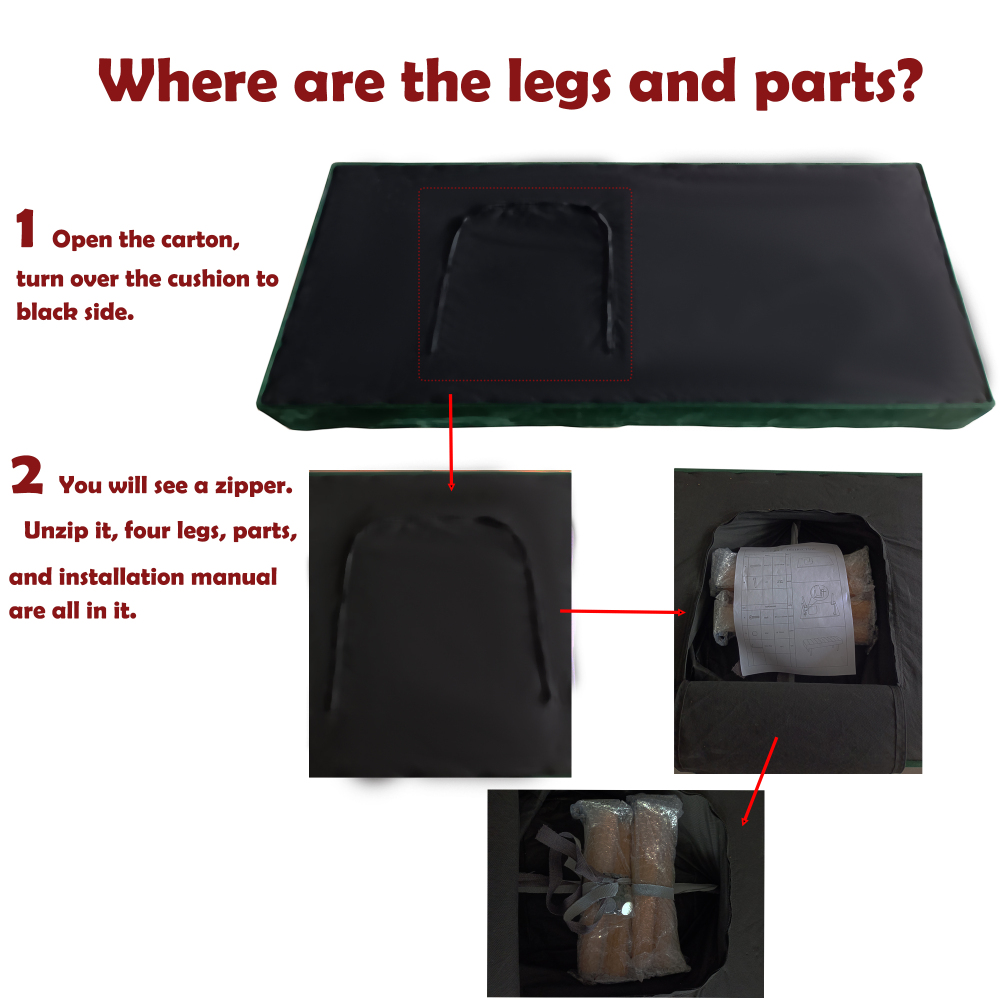 Where are the legs and parts?
1 Open the carton,
turn over the cushion to
black side.
2 You will see a zipper.
Unzip it, four legs, parts,
and installation manual
are all in it.